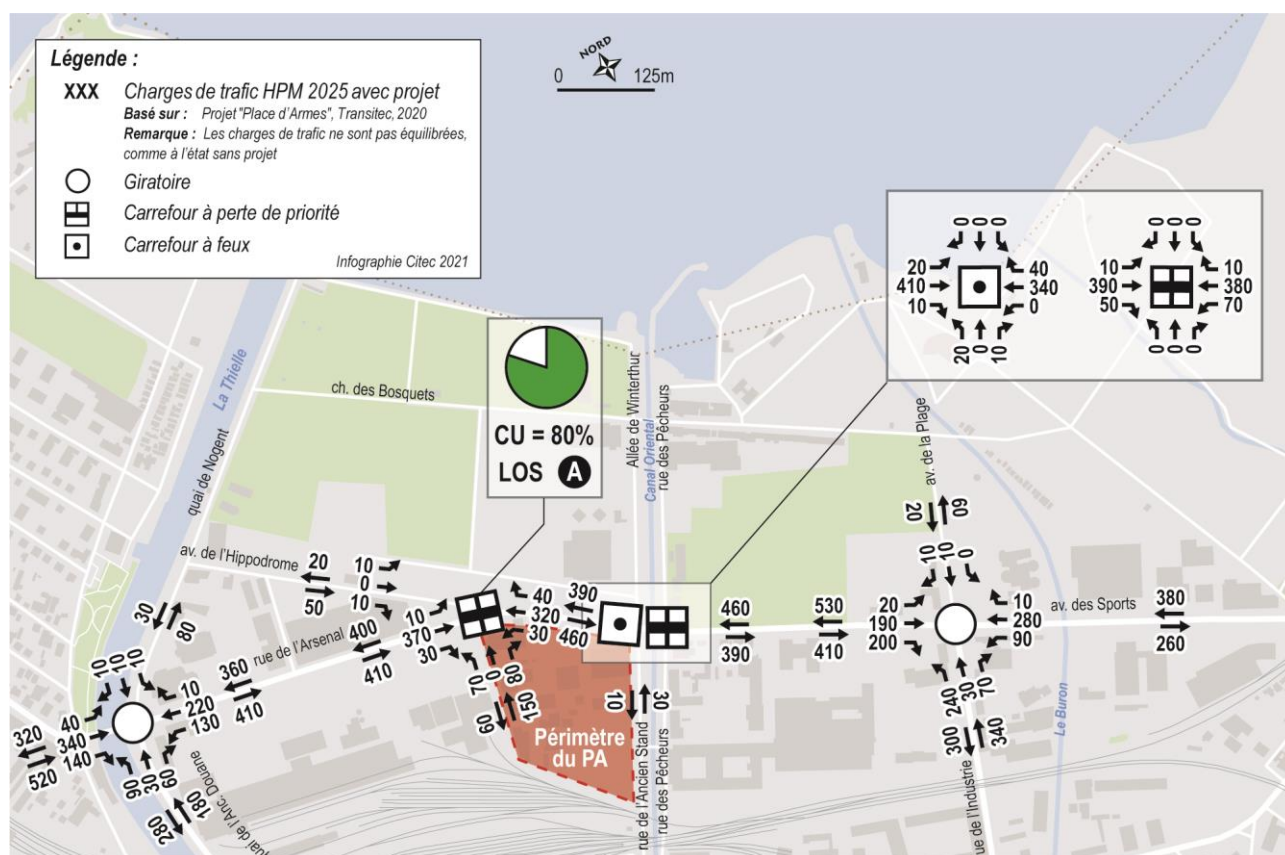 Légende :
XXX Charges de trafic HPM 2025 avec projet
Basé sur : Projet "Place d'Armes", Transitec, 2020
Remarque : Les charges de trafic ne sont pas équilibrées,
comme à l'état sans projet
Giratoire
Carrefour à perte de priorité
Carrefour à feux
Infographie Citec 2021
NORD
0 125m
0 0 0
20 40
410 340
10 0
20 0 10
0 0 0
10 10
390 380
50 70
0 0 0
CU = 80%
LOS A
La Thielle
quai de Nogent
ch. des Bosquets
Allée de Winterthur
Canal Oriental
rue des Pêcheurs
av. de la Plage
av. de l'Hippodrome
rue de l'Arsenal
20
50
10
0
10
400
410
10
370
30
40
320
30
70 0 80
60 150
390
460
460
390
530
410
20 60
10 10 0
20
190
200
10
280
90
240 30 70
300 340
av. des Sports
380
260
30 80
360
410
10 10 10
40
340
140
10
220
130
90 30 60
320
520
280 180
quai de l'Anc. Douane
Périmètre
du PA
10 30
rue de l'Ancien Stand
rue des Pêcheurs
rue de l'Industrie
Le Buron